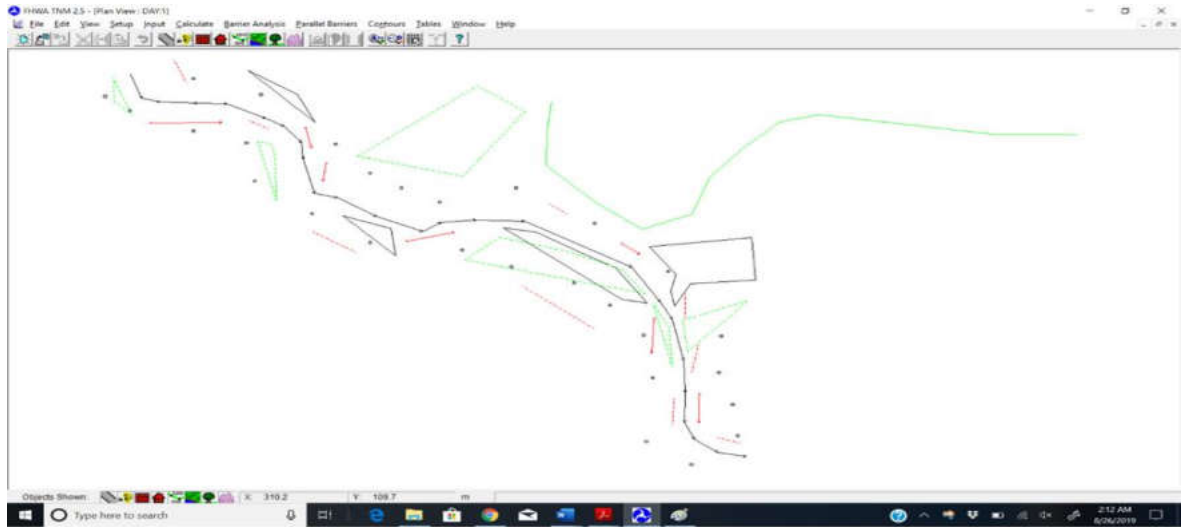 FHWA TNM 2.5 - [Plan View : DAY:1]
File Edit View Setup Input Calculate Barrier Analysis Parallel Barriers Contours Tables Window Help
Objects Shown: X: 310.2 Y: 109.7 m
Type here to search
2:12 AM
8/26/2019